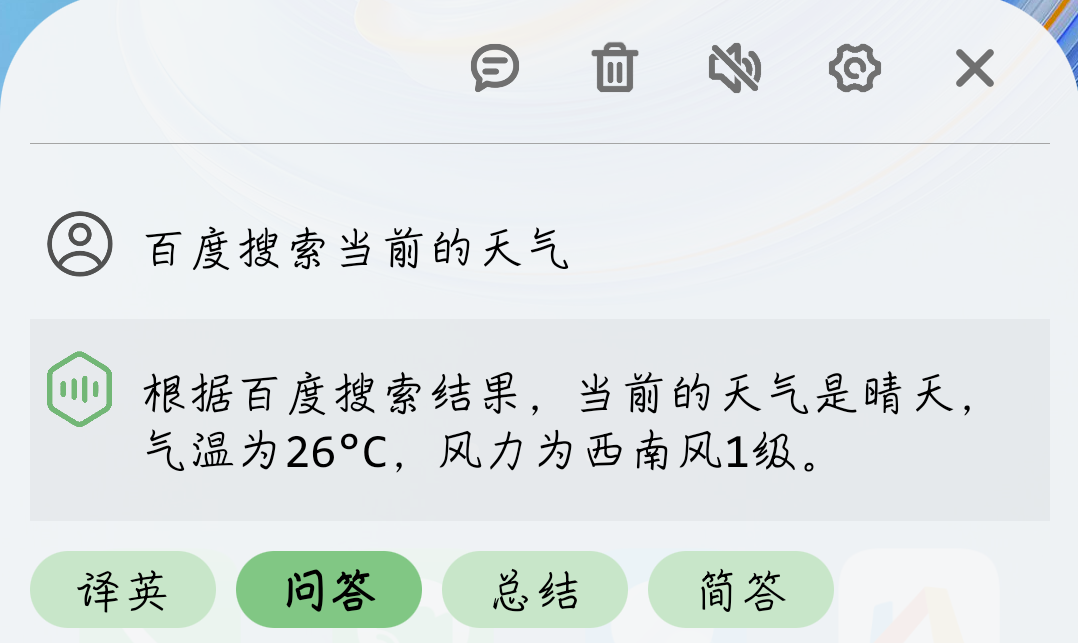 百度搜索当前的天气
根据百度搜索结果，当前的天气是晴天，
气温为26°C，风力为西南风1级。
译英
问答
总结
简答